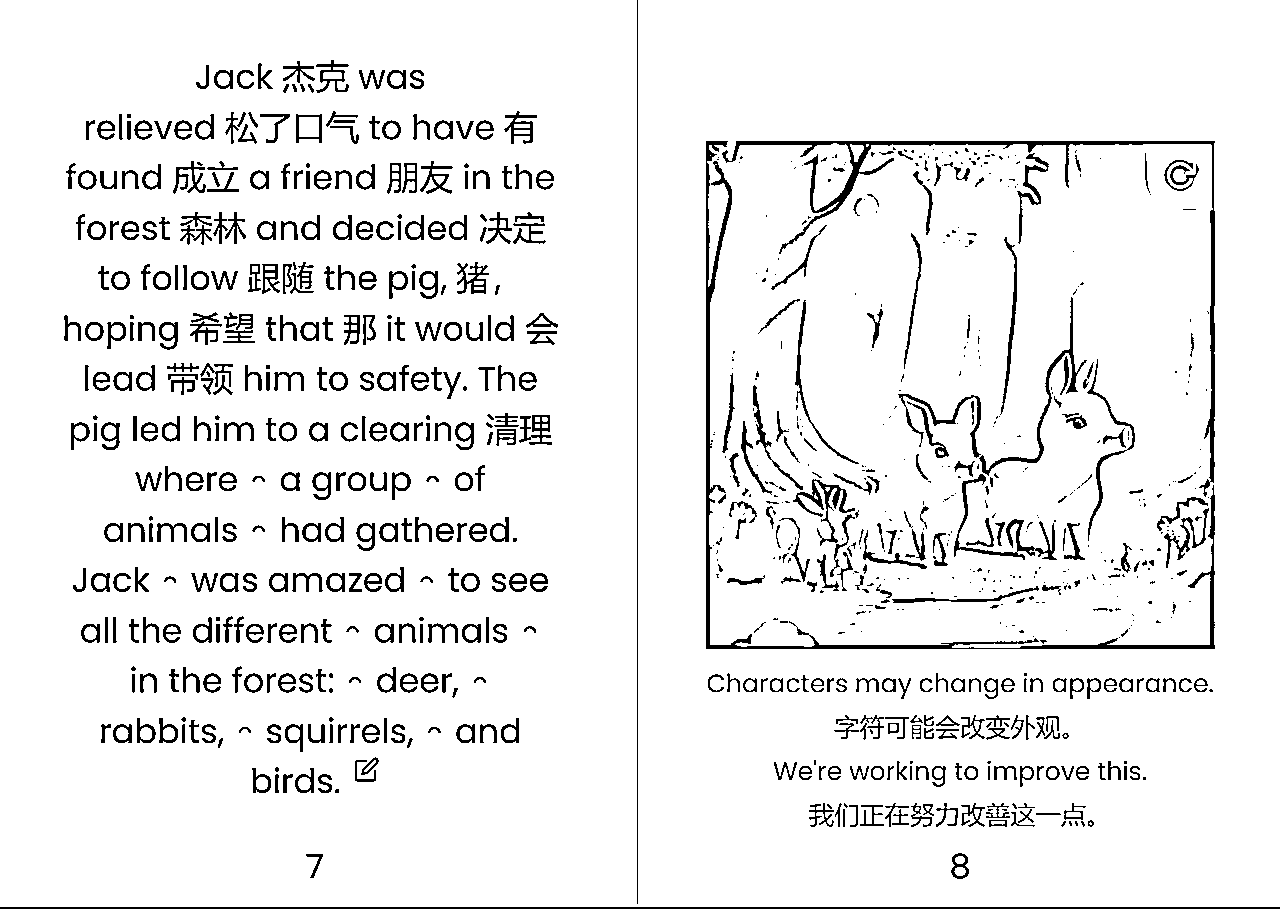 Jack 杰克 was
relieved 松了口气 to have 有
found 成立 a friend 朋友 in the
forest 森林 and decided 决定
to follow 跟随 the pig, 猪，
hoping 希望 that 那 it would 会
lead 带领 him to safety. The
pig led him to a clearing 清理
where ^ a group ^ of
animals ^ had gathered.
Jack ^ was amazed ^ to see
all the different ^ animals ^
in the forest: ^ deer, ^
rabbits, ^ squirrels, ^ and
birds.
7
Characters may change in appearance.
字符可能会改变外观。
We're working to improve this.
我们正在努力改善这一点。
8